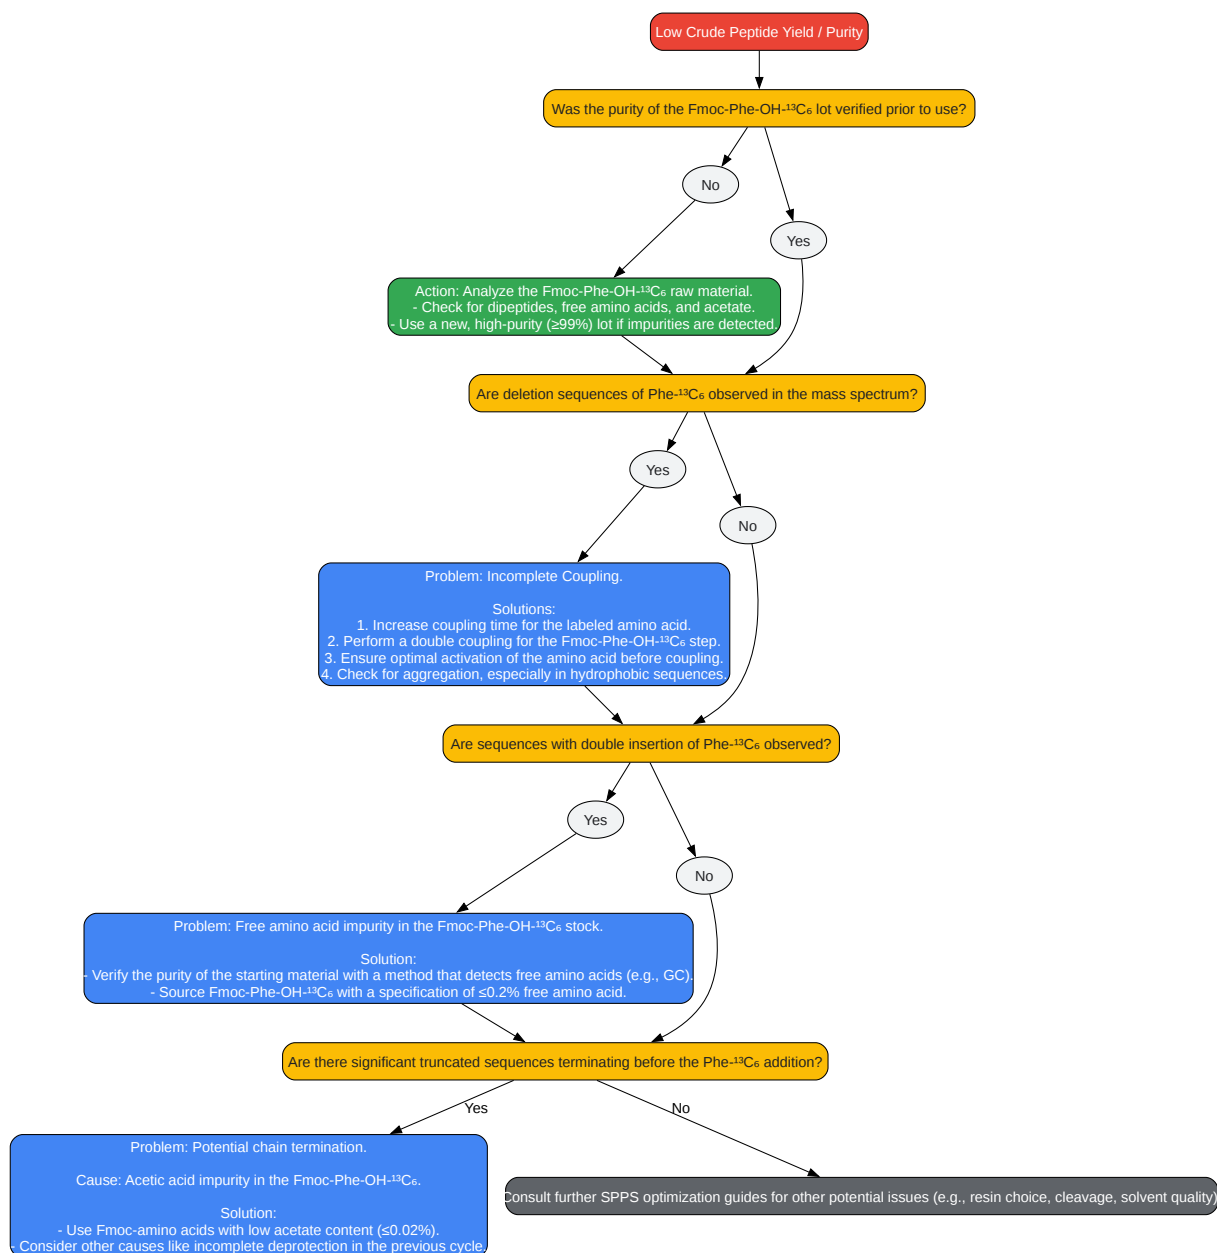 Low Crude Peptide Yield / Purity
Was the purity of the Fmoc-Phe-OH-¹³C₆ lot verified prior to use?
No
Yes
Action: Analyze the Fmoc-Phe-OH-¹³C₆ raw material.
- Check for dipeptides, free amino acids, and acetate.
- Use a new, high-purity (≥99%) lot if impurities are detected.
Are deletion sequences of Phe-¹³C₆ observed in the mass spectrum?
Yes
No
Problem: Incomplete Coupling.
Solutions:
1. Increase coupling time for the labeled amino acid.
2. Perform a double coupling for the Fmoc-Phe-OH-¹³C₆ step.
3. Ensure optimal activation of the amino acid before coupling.
4. Check for aggregation, especially in hydrophobic sequences.
Are sequences with double insertion of Phe-¹³C₆ observed?
Yes
No
Problem: Free amino acid impurity in the Fmoc-Phe-OH-¹³C₆ stock.
Solution:
- Verify the purity of the starting material with a method that detects free amino acids (e.g., GC).
- Source Fmoc-Phe-OH-¹³C₆ with a specification of ≤0.2% free amino acid.
Are there significant truncated sequences terminating before the Phe-¹³C₆ addition?
Yes
No
Problem: Potential chain termination.
Cause: Acetic acid impurity in the Fmoc-Phe-OH-¹³C₆.
Solution:
- Use Fmoc-amino acids with low acetate content (≤0.02%).
- Consider other causes like incomplete deprotection in the previous cycle.
Consult further SPPS optimization guides for other potential issues (e.g., resin choice, cleavage, solvent quality)